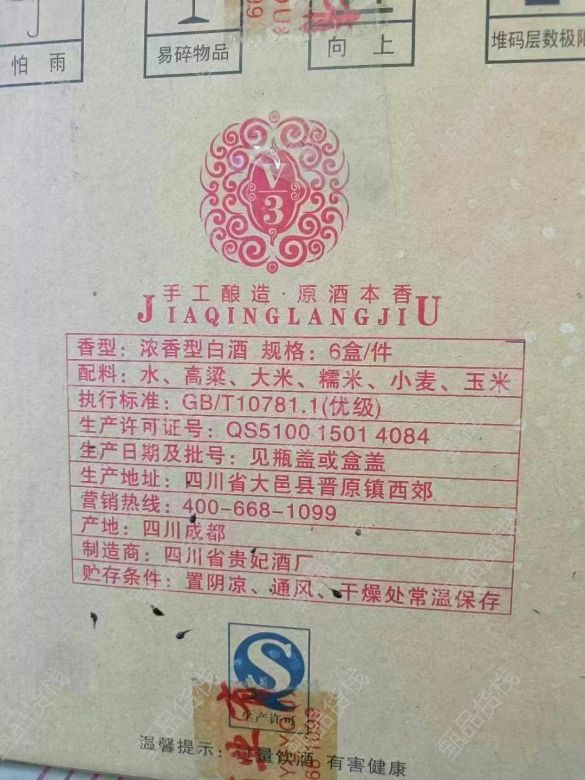 怕 雨
易碎物品
向 上
堆码层数极限
V
3
手工酿造·原酒本香
JIAQINGLANGJIU
香型：浓香型白酒 规格：6盒/件
配料：水、高粱、大米、糯米、小麦、玉米
执行标准：GB/T10781.1(优级)
生产许可证号：QS5100 1501 4084
生产日期及批号：见瓶盖或盒盖
生产地址：四川省大邑县晋原镇西郊
营销热线：400-668-1099
产地：四川成都
制造商：四川省贵妃酒厂
贮存条件：置阴凉、通风、干燥处常温保存
S
生产许可
温馨提示： 量饮酒 有害健康